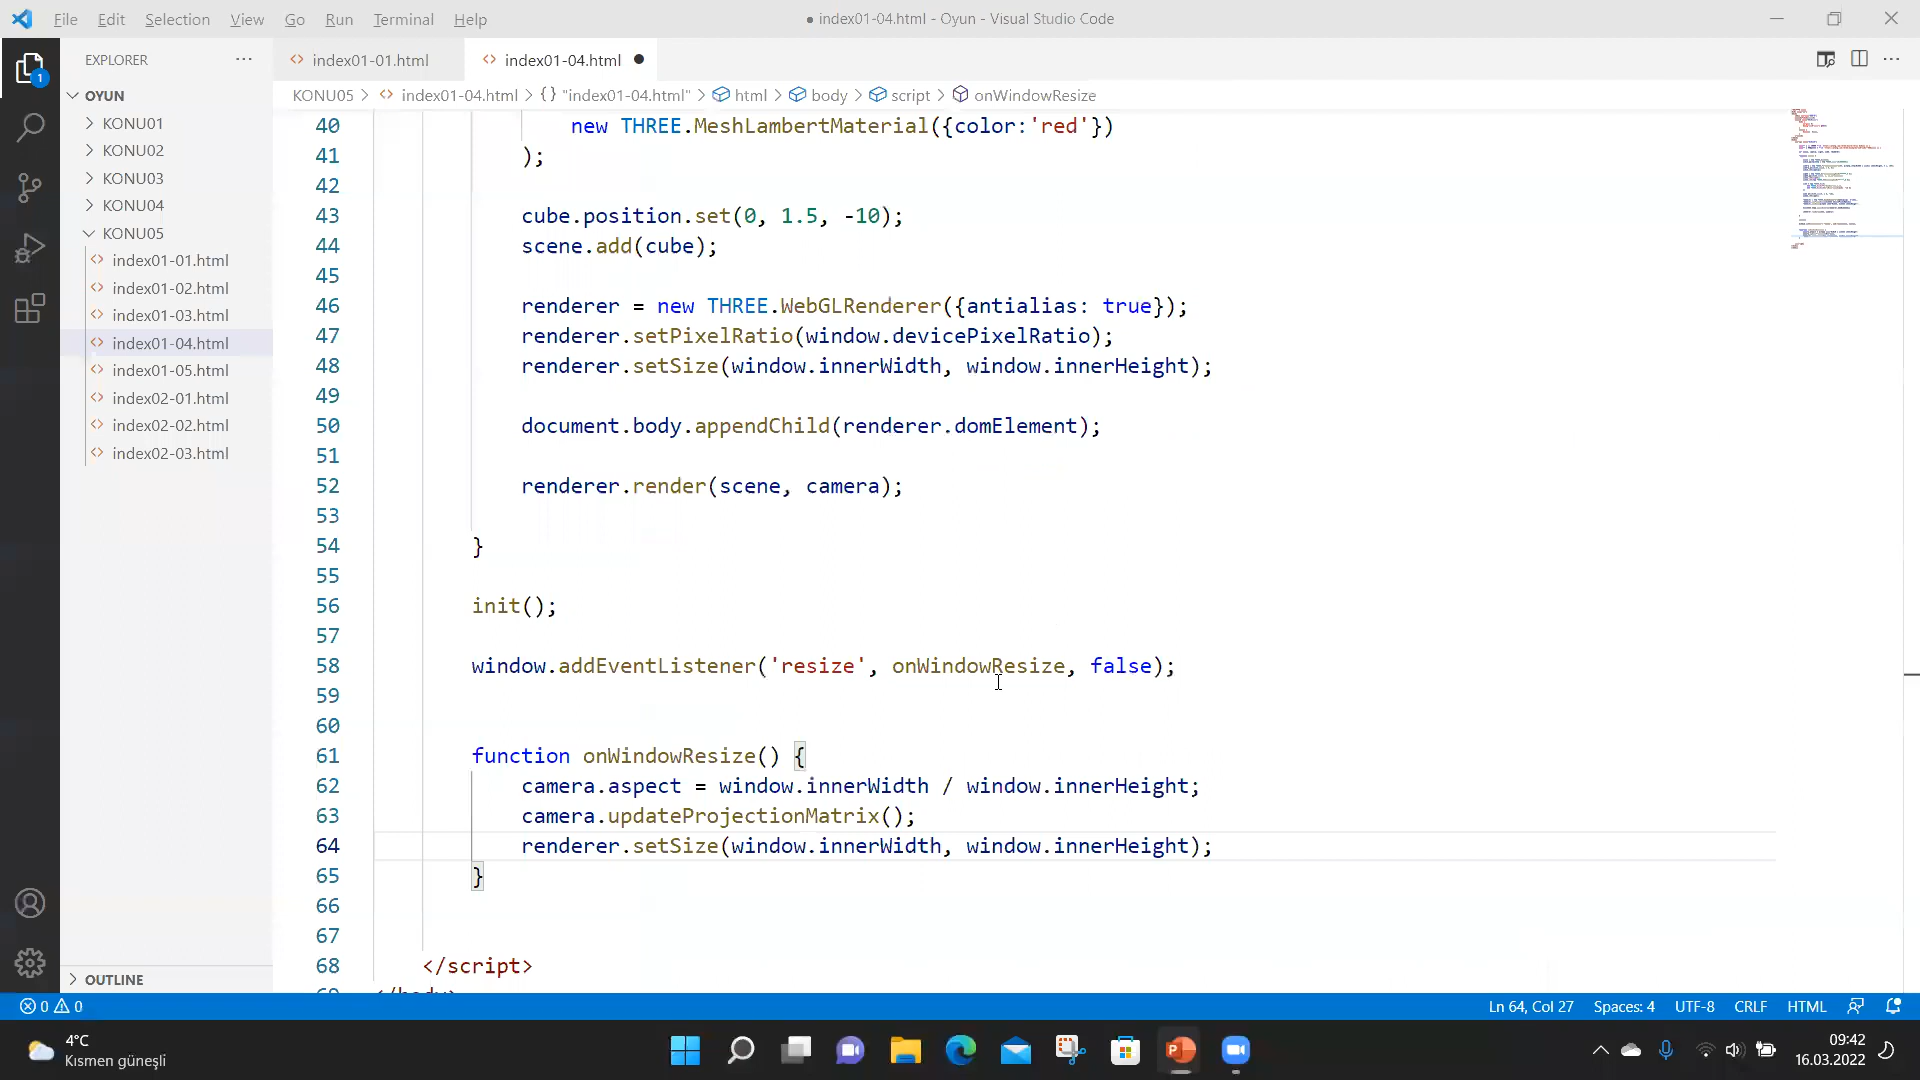 File Edit Selection View Go Run Terminal Help
● index01-04.html - Oyun - Visual Studio Code
EXPLORER ···
index01-01.html
index01-04.html ●
KONU05 > index01-04.html > {} "index01-04.html" > html > body > script > onWindowResize
1
OYUN
KONU01
KONU02
KONU03
KONU04
KONU05
index01-01.html
index01-02.html
index01-03.html
index01-04.html
index01-05.html
index02-01.html
index02-02.html
index02-03.html
OUTLINE
40 new THREE.MeshLambertMaterial({color:'red'})
41 );
42
43 cube.position.set(0, 1.5, -10);
44 scene.add(cube);
45
46 renderer = new THREE.WebGLRenderer({antialias: true});
47 renderer.setPixelRatio(window.devicePixelRatio);
48 renderer.setSize(window.innerWidth, window.innerHeight);
49
50 document.body.appendChild(renderer.domElement);
51
52 renderer.render(scene, camera);
53
54 }
55
56 init();
57
58 window.addEventListener('resize', onWindowResize, false);
59
60
61 function onWindowResize() {
62 camera.aspect = window.innerWidth / window.innerHeight;
63 camera.updateProjectionMatrix();
64 renderer.setSize(window.innerWidth, window.innerHeight);
65 }
66
67
68 </script>
69 </body>
0 0
Ln 64, Col 27 Spaces: 4 UTF-8 CRLF HTML
4°C
Kısmen güneşli
09:42
16.03.2022